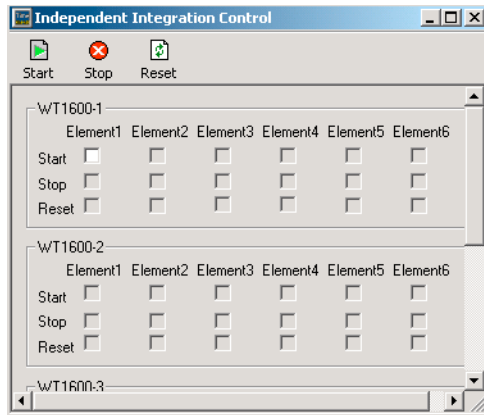 Independent Integration Control
Start Stop Reset
WT1600-1
Element1 Element2 Element3 Element4 Element5 Element6
Start
Stop
Reset
WT1600-2
Element1 Element2 Element3 Element4 Element5 Element6
Start
Stop
Reset
WT1600-3